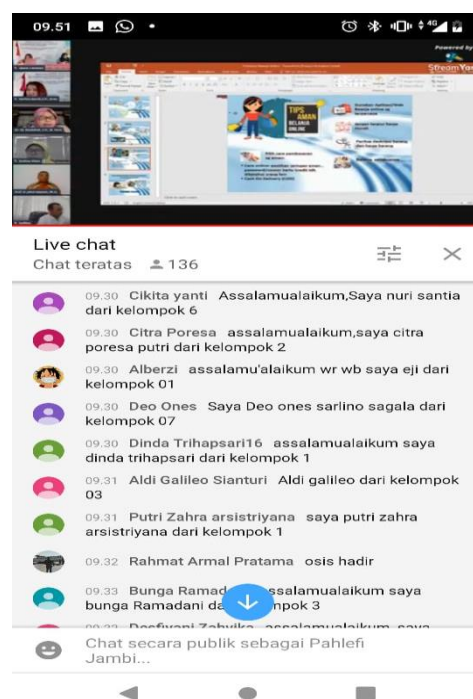 09.51
4G
Powered by
StreamYard
TIPS
AMAN
BELANJA
ONLINE
Live chat
Chat teratas 136
09.30 Cikita yanti Assalamualaikum,Saya nuri santia
dari kelompok 6
09.30 Citra Poresa assalamualaikum,saya citra
poresa putri dari kelompok 2
09.30 Alberzi assalamu'alaikum wr wb saya eji dari
kelompok 01
09.30 Deo Ones Saya Deo ones sarlino sagala dari
kelompok 07
09.30 Dinda Trihapsari16 assalamualaikum saya
dinda trihapsari dari kelompok 1
09.31 Aldi Galileo Sianturi Aldi galileo dari kelompok
03
09.31 Putri Zahra arsistriyana saya putri zahra
arsistriyana dari kelompok 1
09.32 Rahmat Armal Pratama osis hadir
09.33 Bunga Ramad ssalamualaikum saya
bunga Ramadani da mpok 3
Chat secara publik sebagai Pahlefi
Jambi...